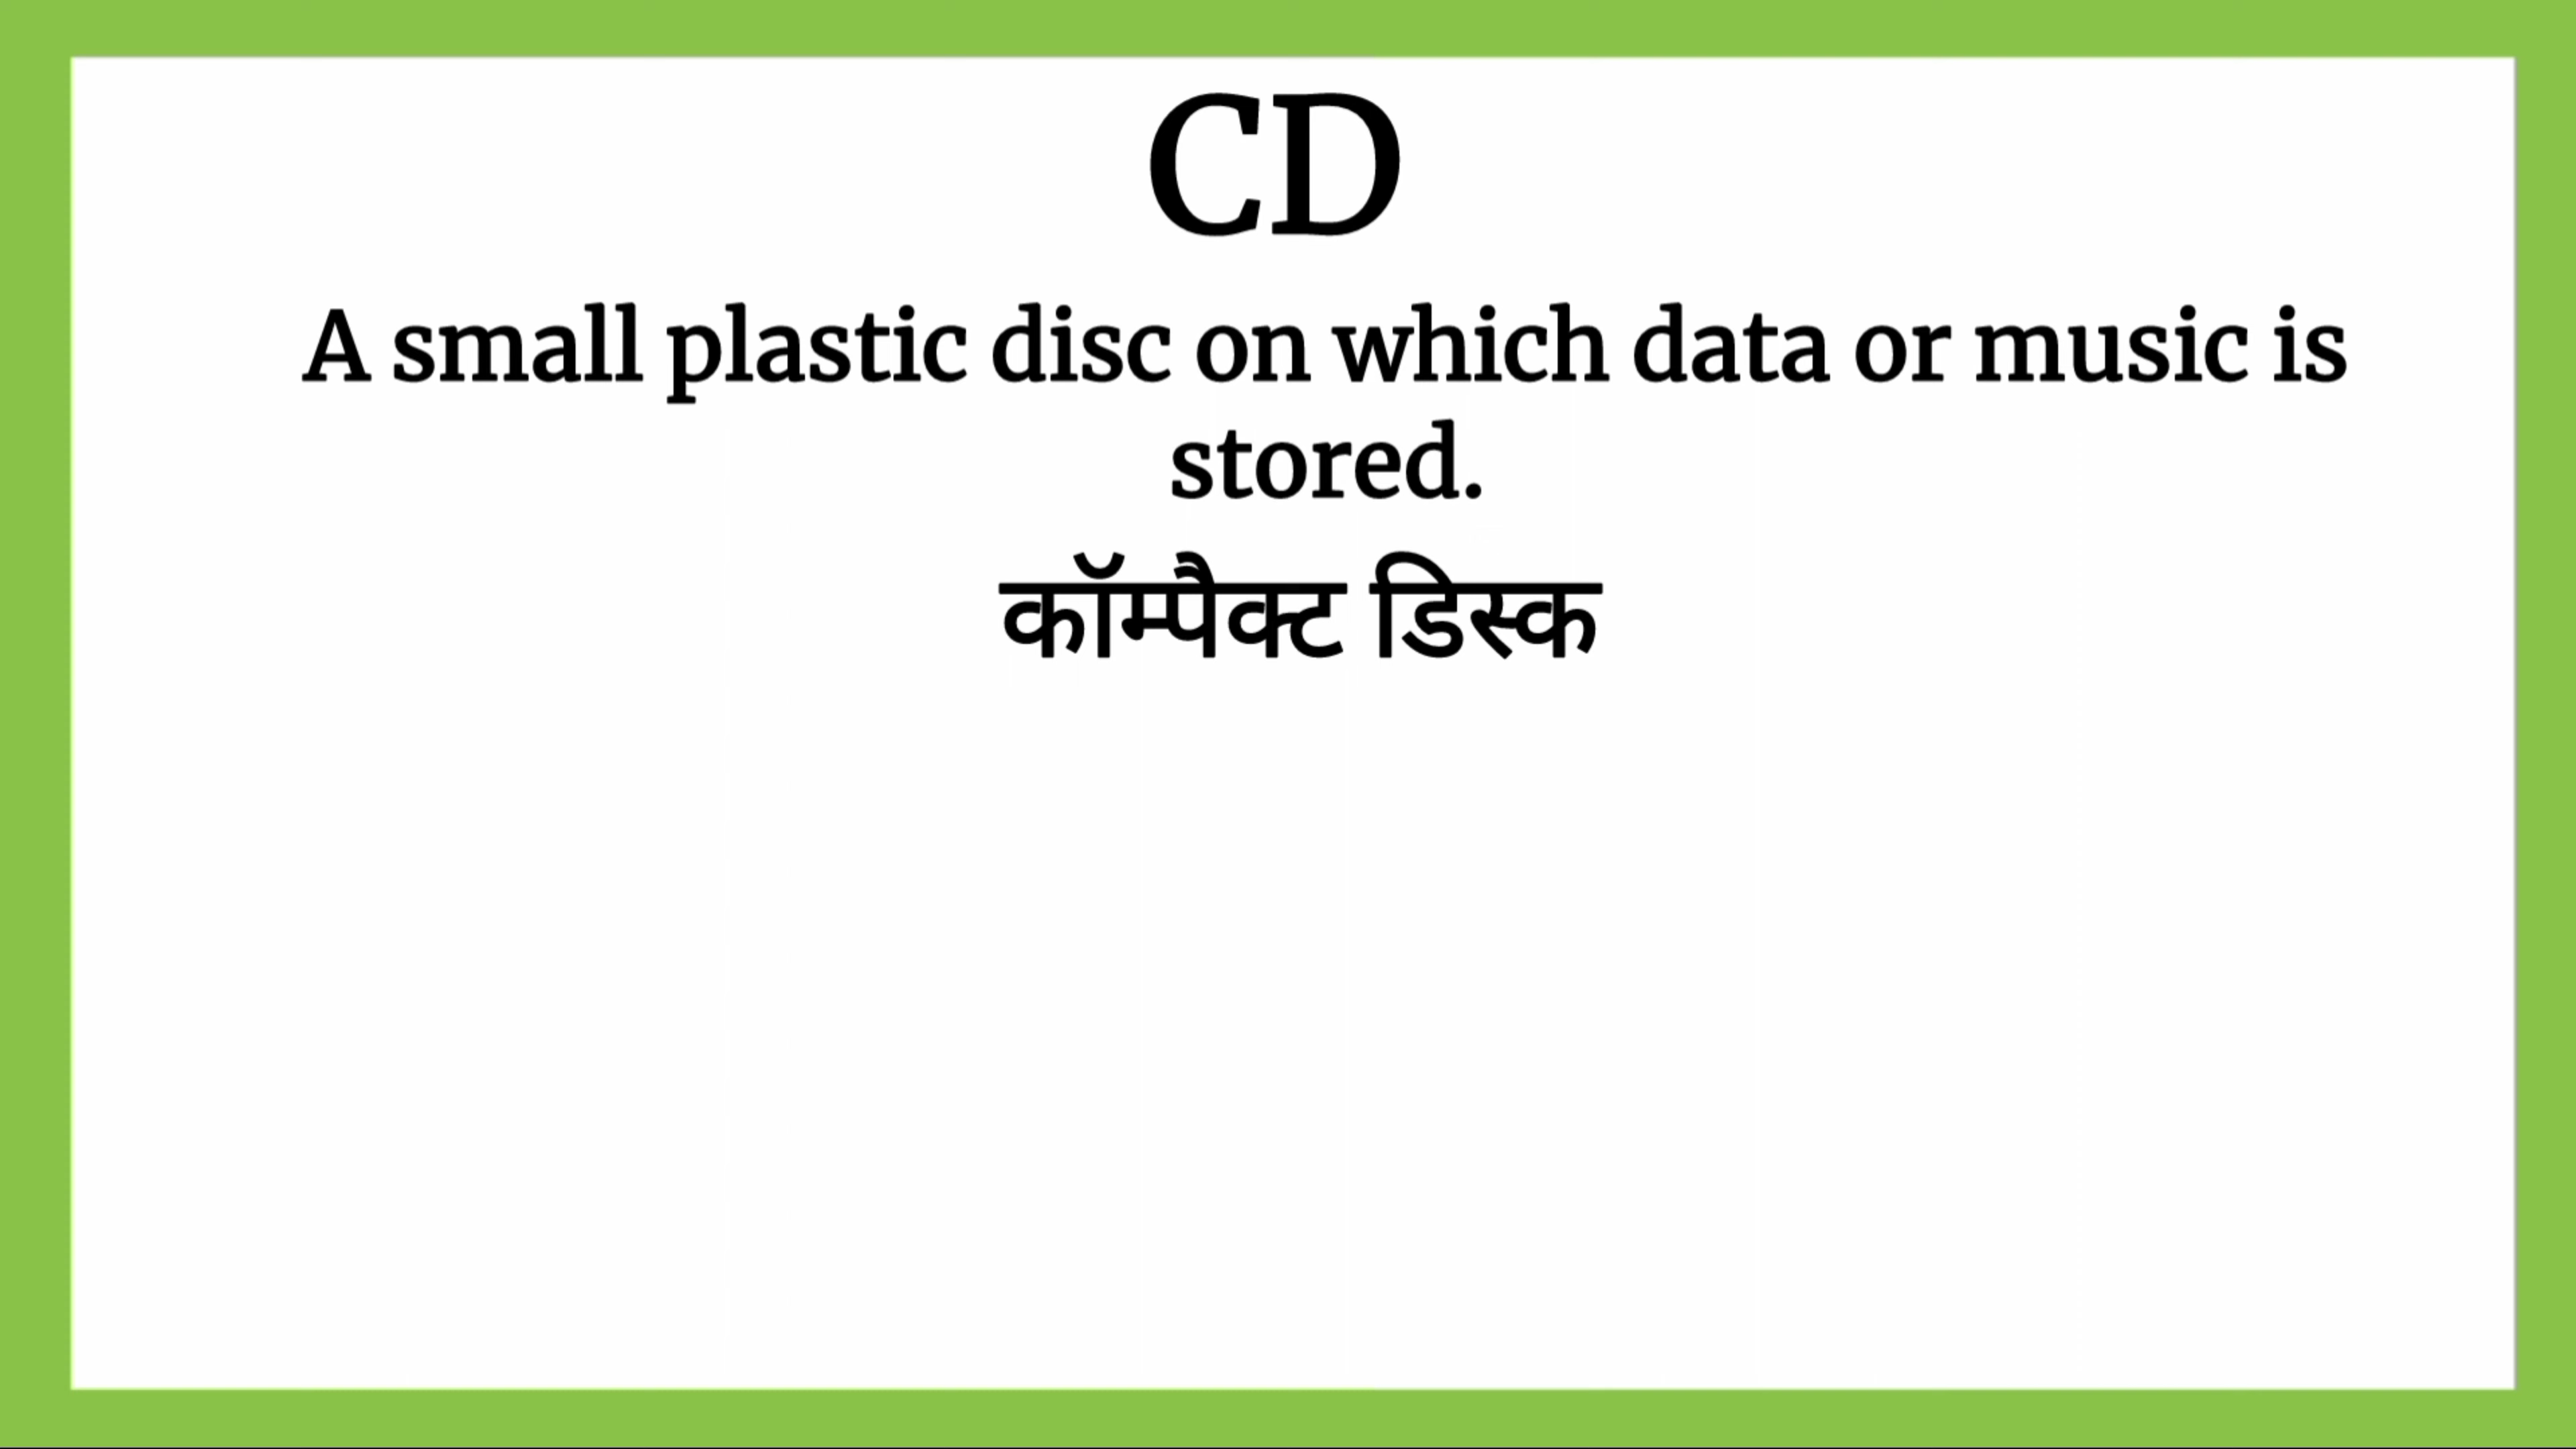 CD
A small plastic disc on which data or music is
stored.
कॉम्पैक्ट डिस्क